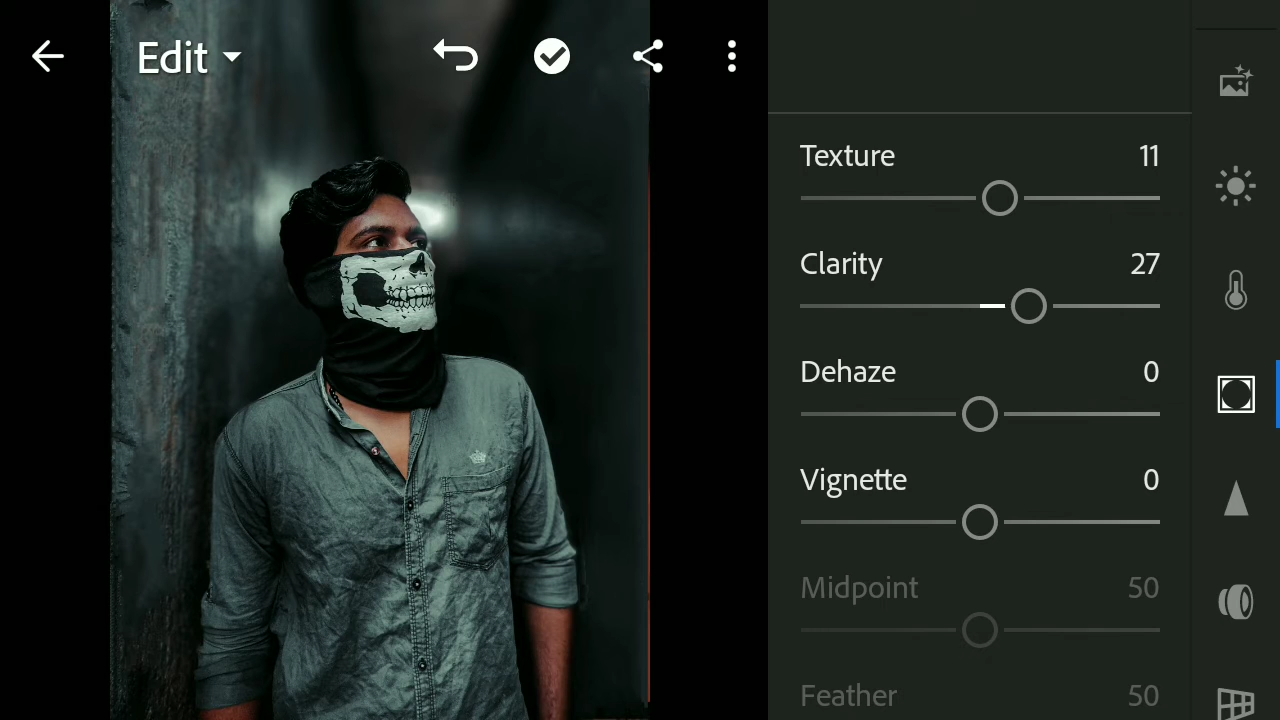 Edit
Texture 11
Clarity 27
Dehaze 0
Vignette 0
Midpoint 50
Feather 50